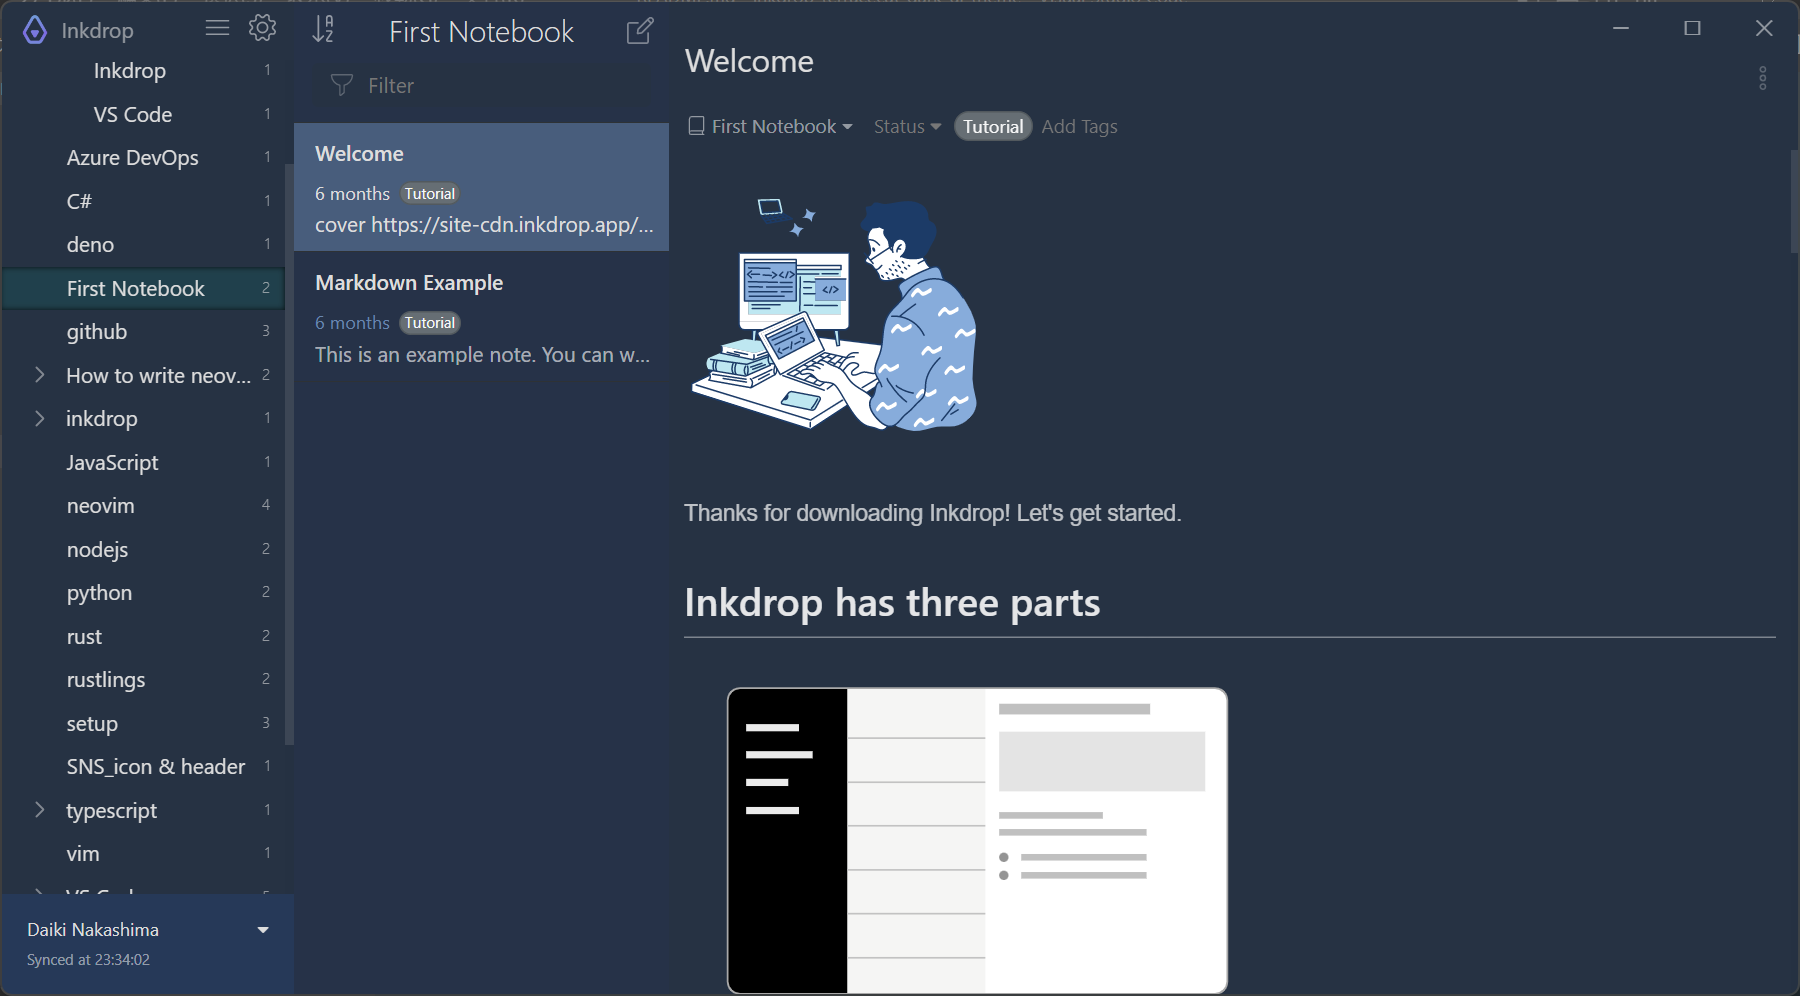 Inkdrop
Inkdrop 1
VS Code 1
Azure DevOps 1
C# 1
deno 1
First Notebook 2
github 3
How to write neov... 2
inkdrop 1
JavaScript 1
neovim 4
nodejs 2
python 2
rust 2
rustlings 2
setup 3
SNS_icon & header 1
typescript 1
vim 1
Daiki Nakashima
Synced at 23:34:02
First Notebook
Filter
Welcome
6 months Tutorial
cover https://site-cdn.inkdrop.app/...
Markdown Example
6 months Tutorial
This is an example note. You can w...
Welcome
First Notebook Status Tutorial Add Tags
Thanks for downloading Inkdrop! Let's get started.
Inkdrop has three parts